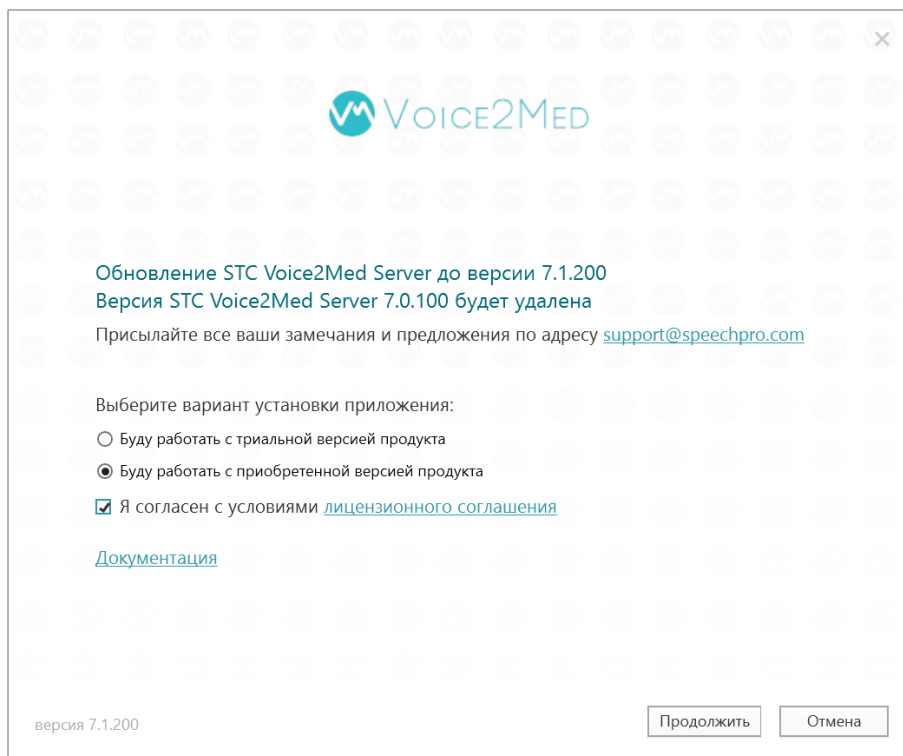 VOICE2MED
Обновление STC Voice2Med Server до версии 7.1.200
Версия STC Voice2Med Server 7.0.100 будет удалена
Присылайте все ваши замечания и предложения по адресу support@speechpro.com
Выберите вариант установки приложения:
Буду работать с триальной версией продукта
Буду работать с приобретенной версией продукта
Я согласен с условиями лицензионного соглашения
Документация
версия 7.1.200
Продолжить
Отмена